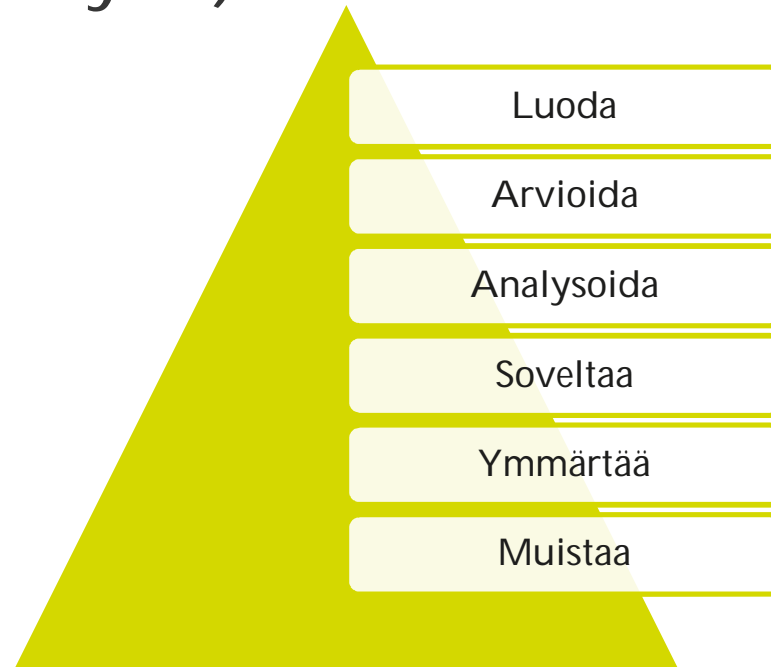 Luoda
Arvioida
Analysoida
Soveltaa
Ymmärtää
Muistaa